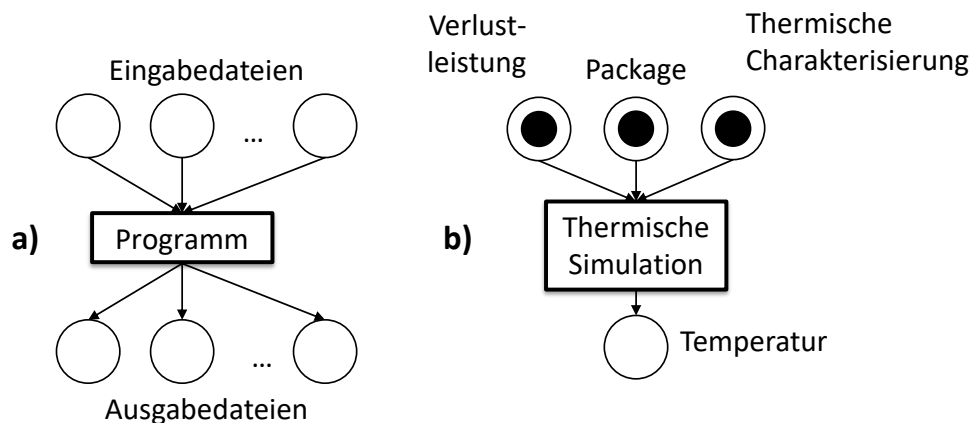 Eingabedateien
...
a)
Programm
...
Ausgabedateien
Verlust-
leistung
Package
Thermische
Charakterisierung
b)
Thermische
Simulation
Temperatur